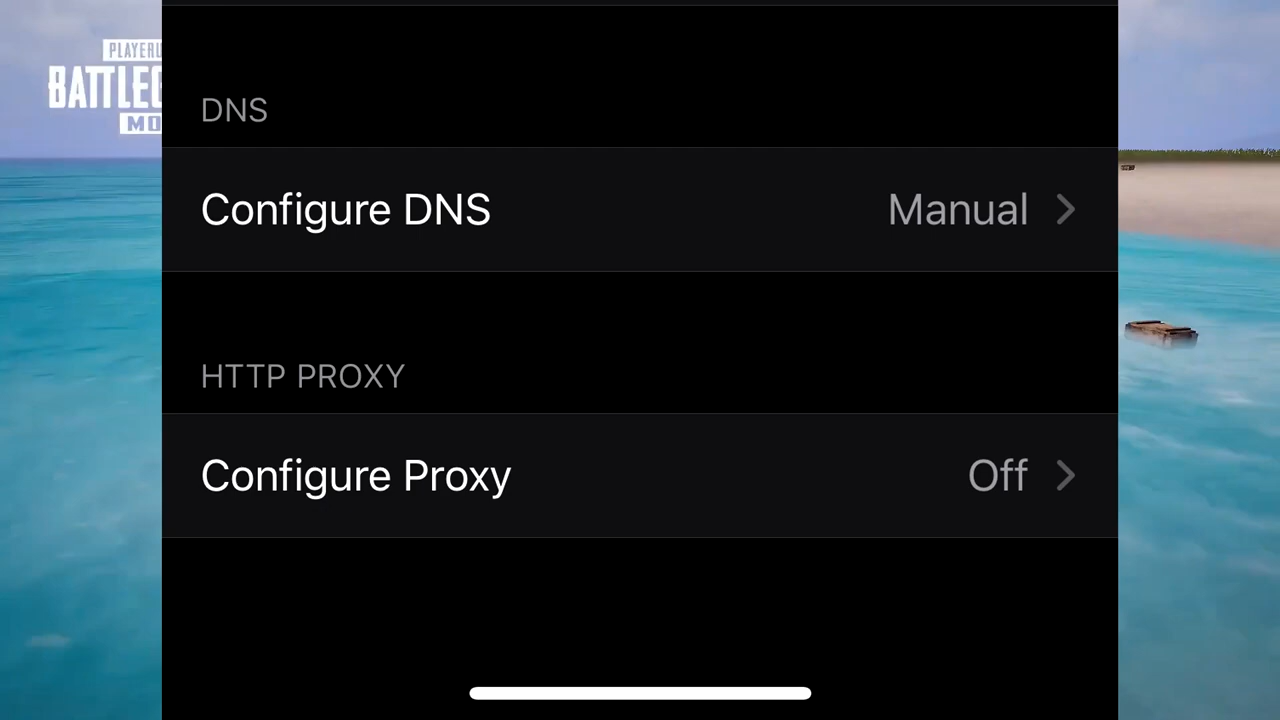 DNS
Configure DNS
Manual
HTTP PROXY
Configure Proxy
Off